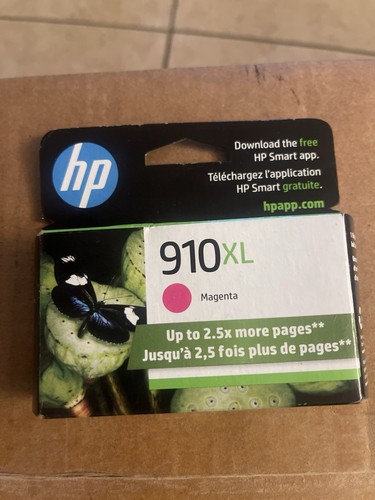 hp
Download the free
HP Smart app.
Téléchargez l'application
HP Smart gratuite.
hpapp.com
910XL
Magenta
Up to 2.5x more pages**
Jusqu'à 2,5 fois plus de pages**